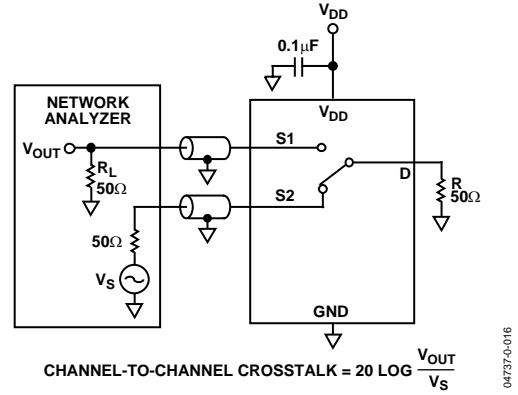 VDD
0.1μF
NETWORK
ANALYZER
VDD
VOUT
S1
RL
50Ω
D
R
50Ω
S2
50Ω
VS
GND
CHANNEL-TO-CHANNEL CROSSTALK = 20 LOG VOUT
VS
04737-0-016